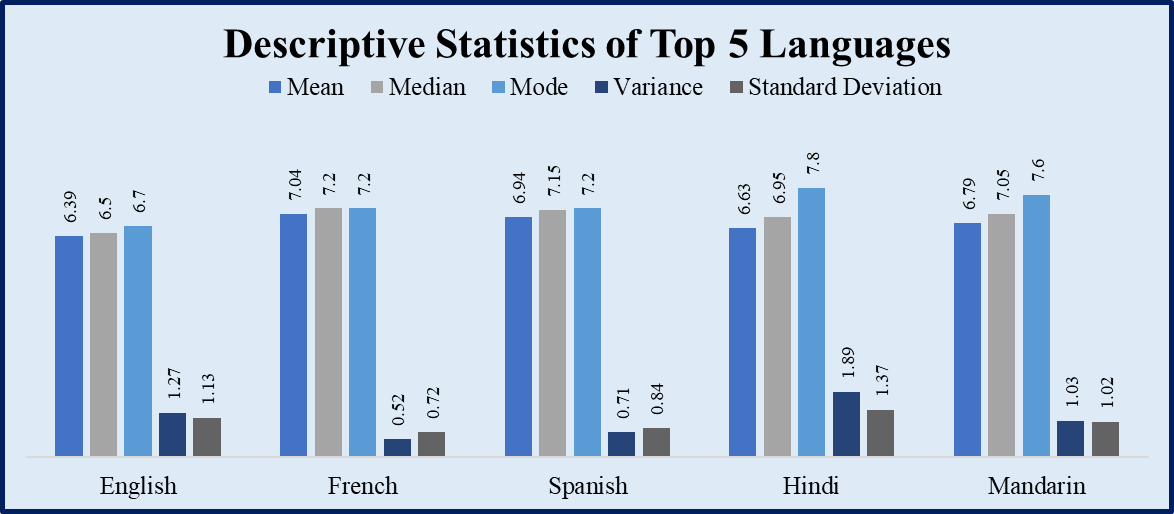 Descriptive Statistics of Top 5 Languages
Mean Median Mode Variance Standard Deviation
6.39 6.5 6.7 1.27 1.13
7.04 7.2 7.2 0.52 0.72
6.94 7.15 7.2 0.71 0.84
6.63 6.95 7.8 1.89 1.37
6.79 7.05 7.6 1.03 1.02
English French Spanish Hindi Mandarin